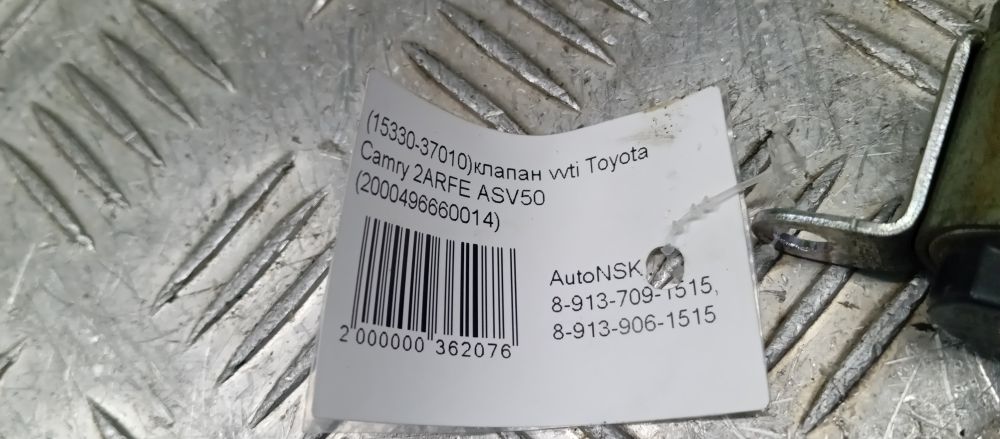 (15330-37010)клапан vvti Toyota
Camry 2ARFE ASV50
(2000496660014)
2 000000 362076
AutoNSK
8-913-709-1515,
8-913-906-1515